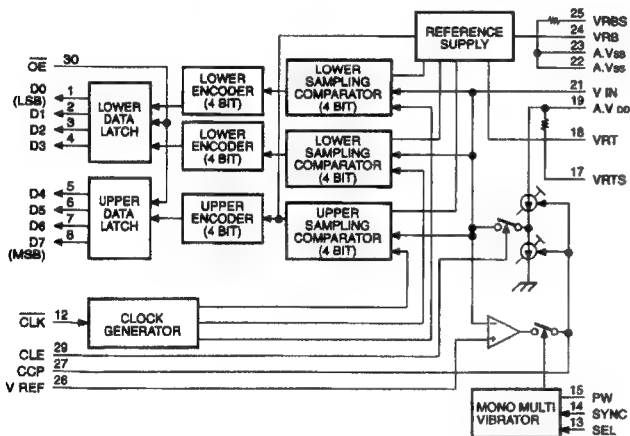 25 VRBS
REFERENCE SUPPLY
24 VRB
23 A.VSS
22 A.VSS
OE 30
21 V IN
19 A.V DD
D0 (LSB) 1
D1 2
D2 3
D3 4
LOWER DATA LATCH
LOWER ENCODER (4 BIT)
LOWER SAMPLING COMPARATOR (4 BIT)
18 VRT
LOWER ENCODER (4 BIT)
LOWER SAMPLING COMPARATOR (4 BIT)
17 VRTS
D4 5
D5 6
D6 7
D7 (MSB) 8
UPPER DATA LATCH
UPPER ENCODER (4 BIT)
UPPER SAMPLING COMPARATOR (4 BIT)
CLK 12
CLOCK GENERATOR
CLE 29
CCP 27
V REF 26
− +
MONO MULTI VIBRATOR
15 PW
14 SYNC
13 SEL